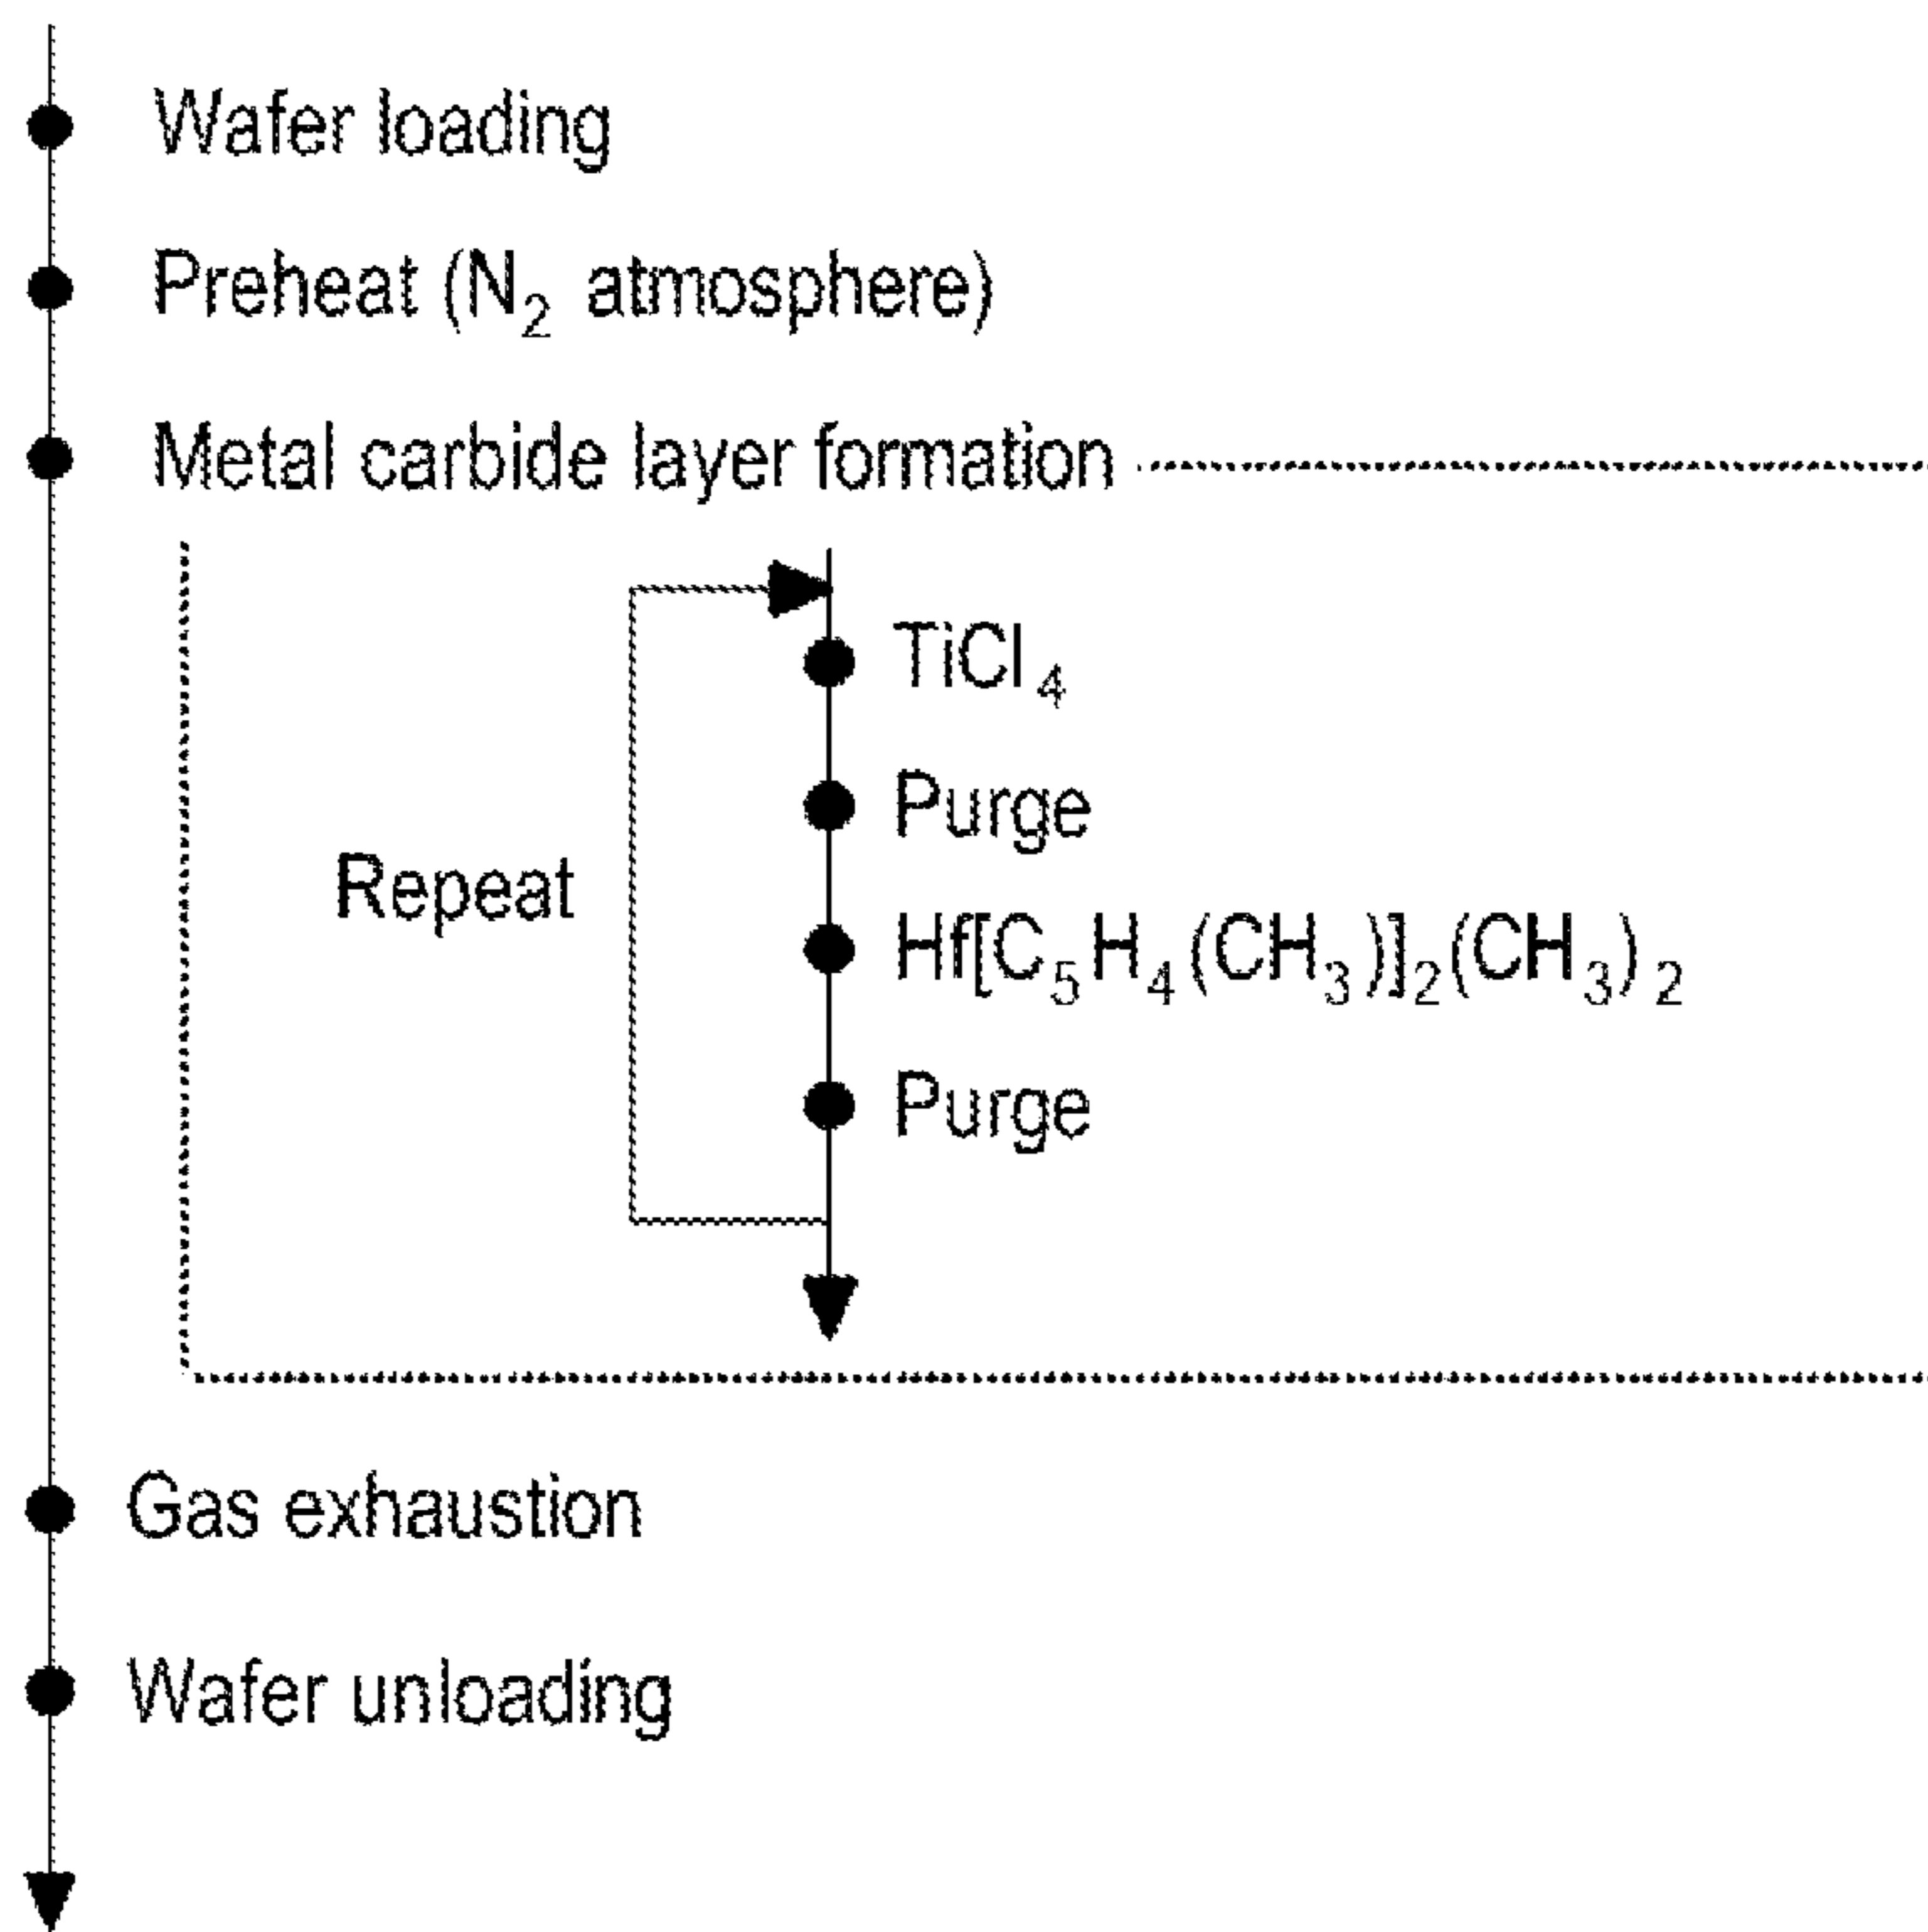 Wafer loading
Preheat (N₂ atmosphere)
Metal carbide layer formation
TiCl₄
Purge
Repeat
Hf[C₅H₄(CH₃)]₂(CH₃)₂
Purge
Gas exhaustion
Wafer unloading